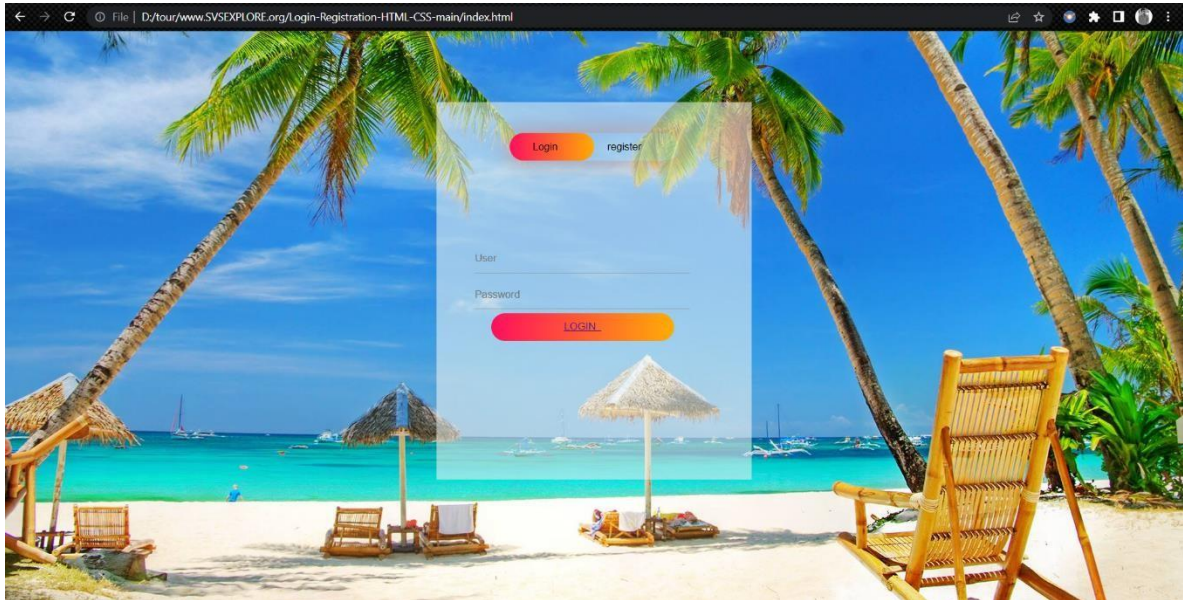 File | D:/tour/www.SVSEXPLORE.org/Login-Registration-HTML-CSS-main/index.html
Login register
User
Password
LOGIN